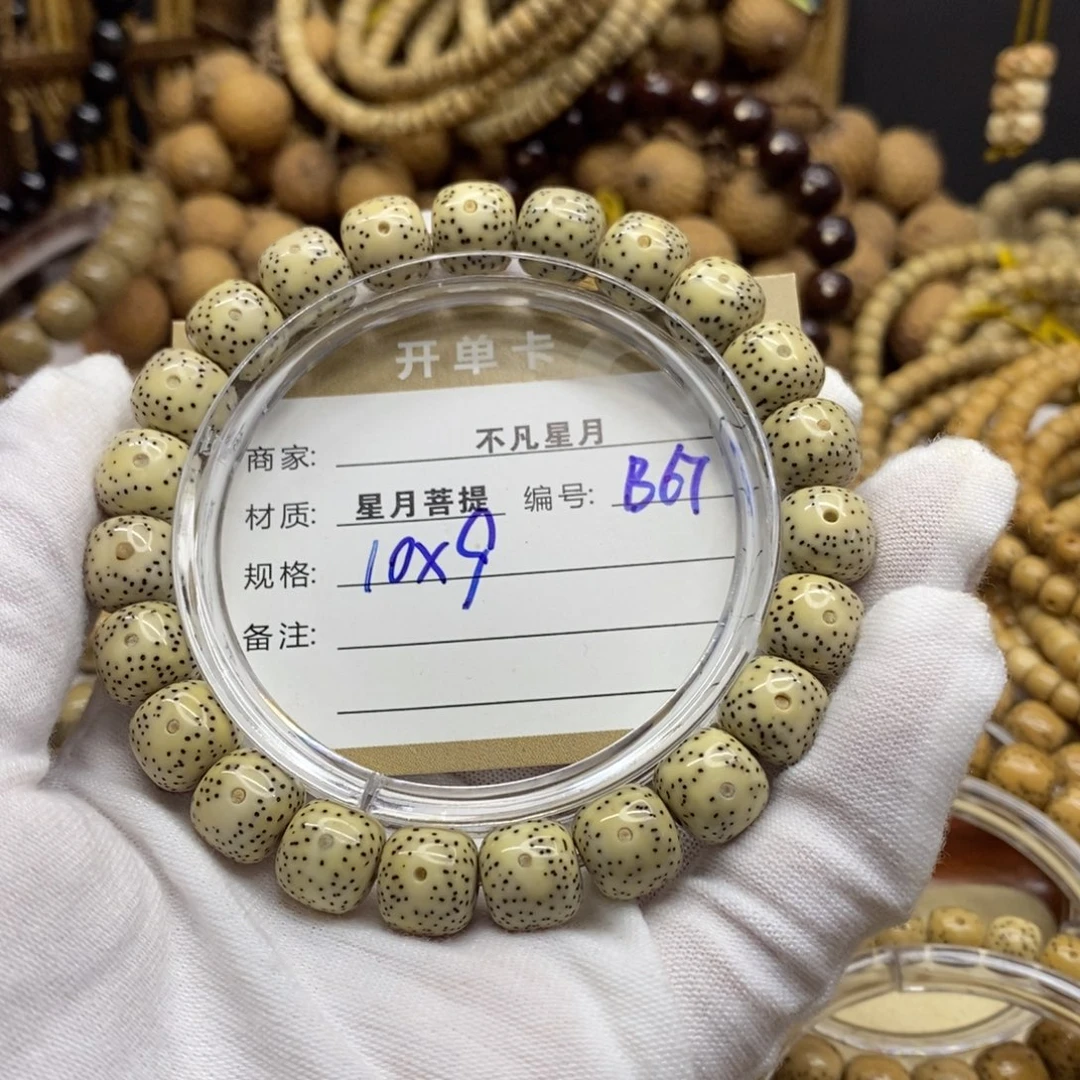 开单卡
商家: 不凡星月
材质: 星月菩提 编号: B67
规格: 10x9
备注: